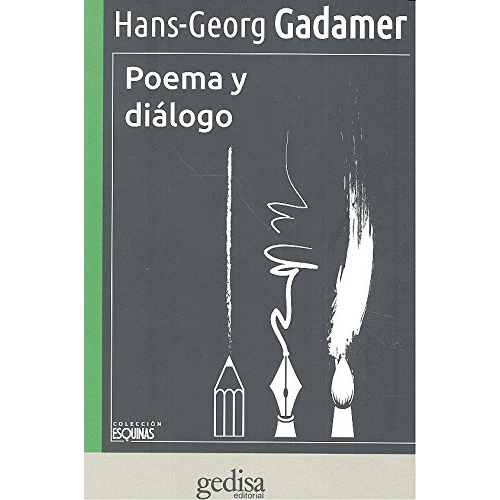 Hans-Georg Gadamer
Poema y
diálogo
COLECCIÓN
ESQUINAS
gedisa
editorial